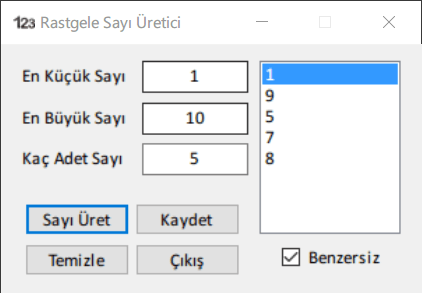 123 Rastgele Sayı Üretici
En Küçük Sayı 1
En Büyük Sayı 10
Kaç Adet Sayı 5
1
9
5
7
8
Sayı Üret Kaydet
Temizle Çıkış
Benzersiz